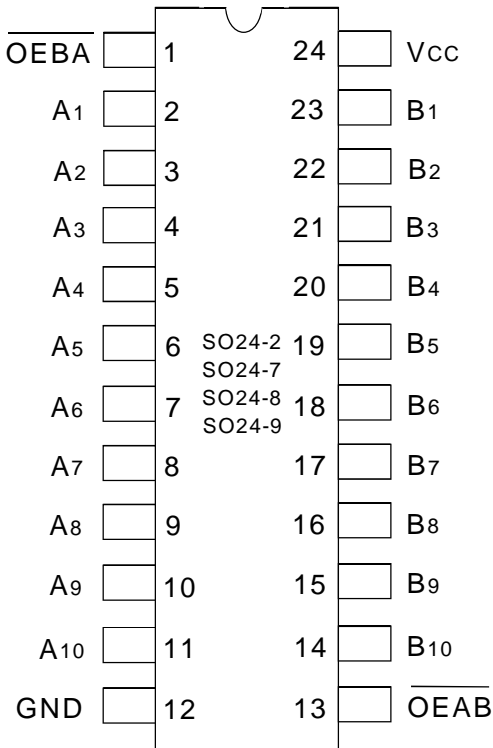 OEBA 1 24 VCC
A1 2 23 B1
A2 3 22 B2
A3 4 21 B3
A4 5 20 B4
A5 6 SO24-2 19 B5
SO24-7
A6 7 SO24-8 18 B6
SO24-9
A7 8 17 B7
A8 9 16 B8
A9 10 15 B9
A10 11 14 B10
GND 12 13 OEAB